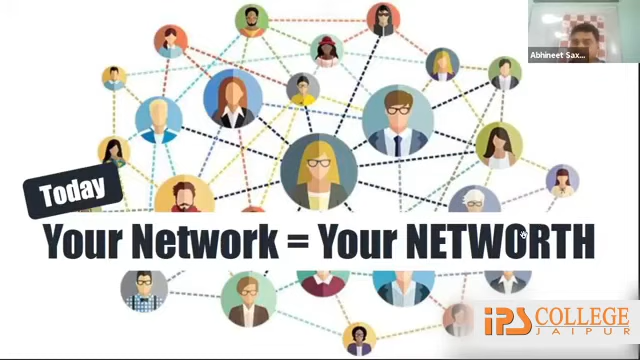 Abhineet Sax...
Today
Your Network = Your NETWORTH
iPS COLLEGE
JAIPUR